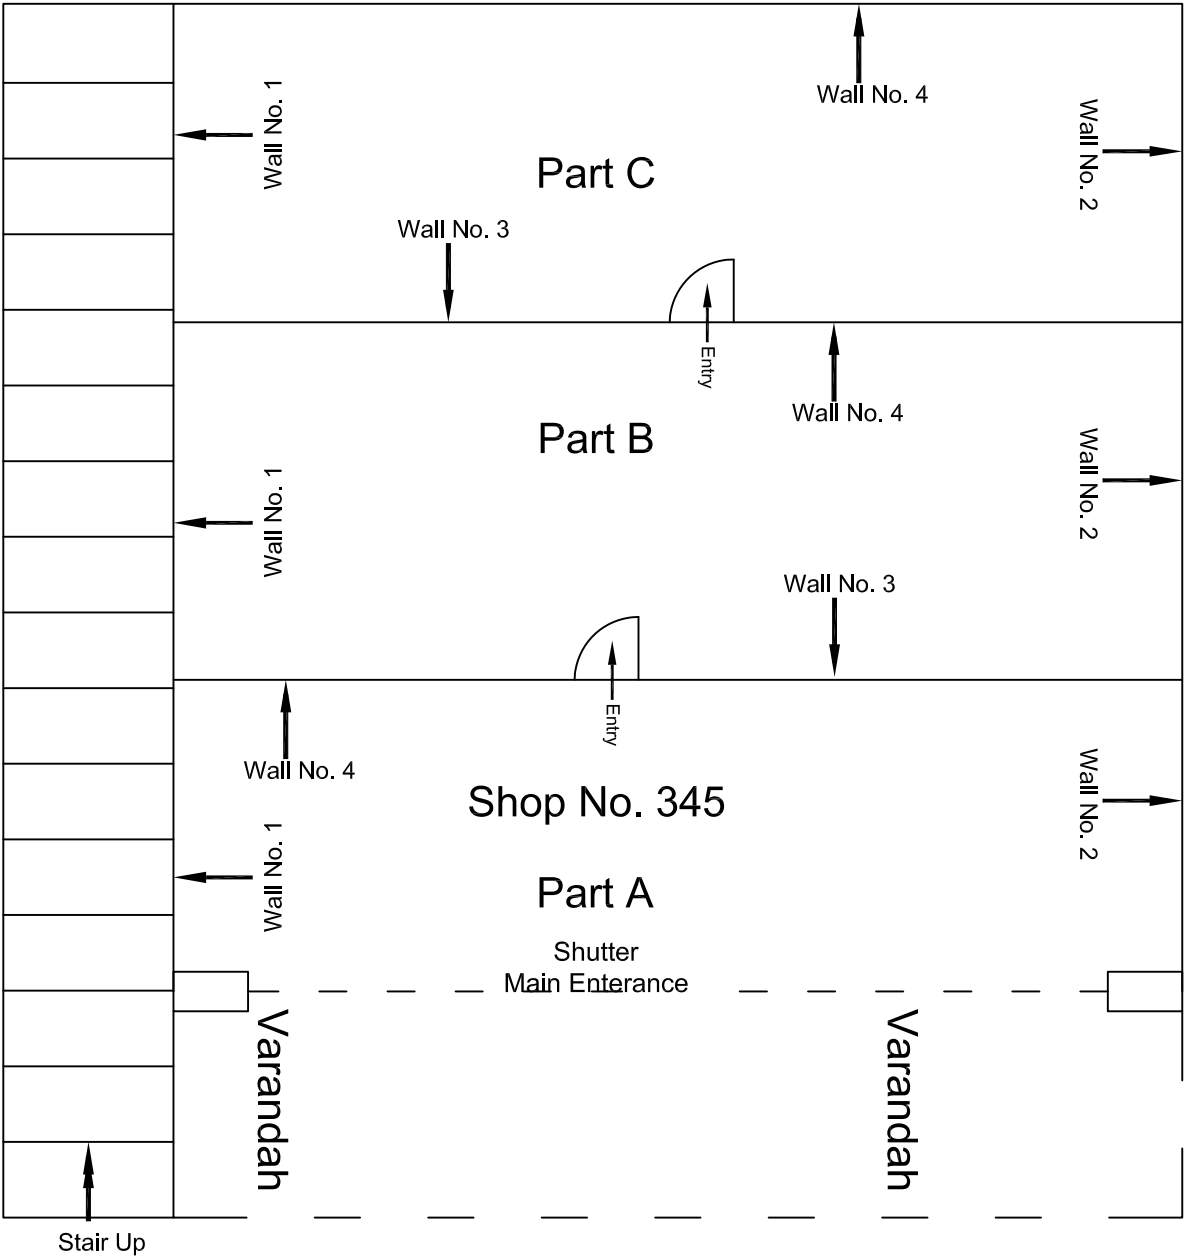 Wall No. 4
Wall No. 1
Wall No. 2
Part C
Wall No. 3
Entry
Wall No. 4
Part B
Wall No. 2
Wall No. 1
Wall No. 3
Entry
Wall No. 4
Shop No. 345
Wall No. 2
Wall No. 1
Part A
Shutter
Main Enterance
Varandah
Varandah
Stair Up